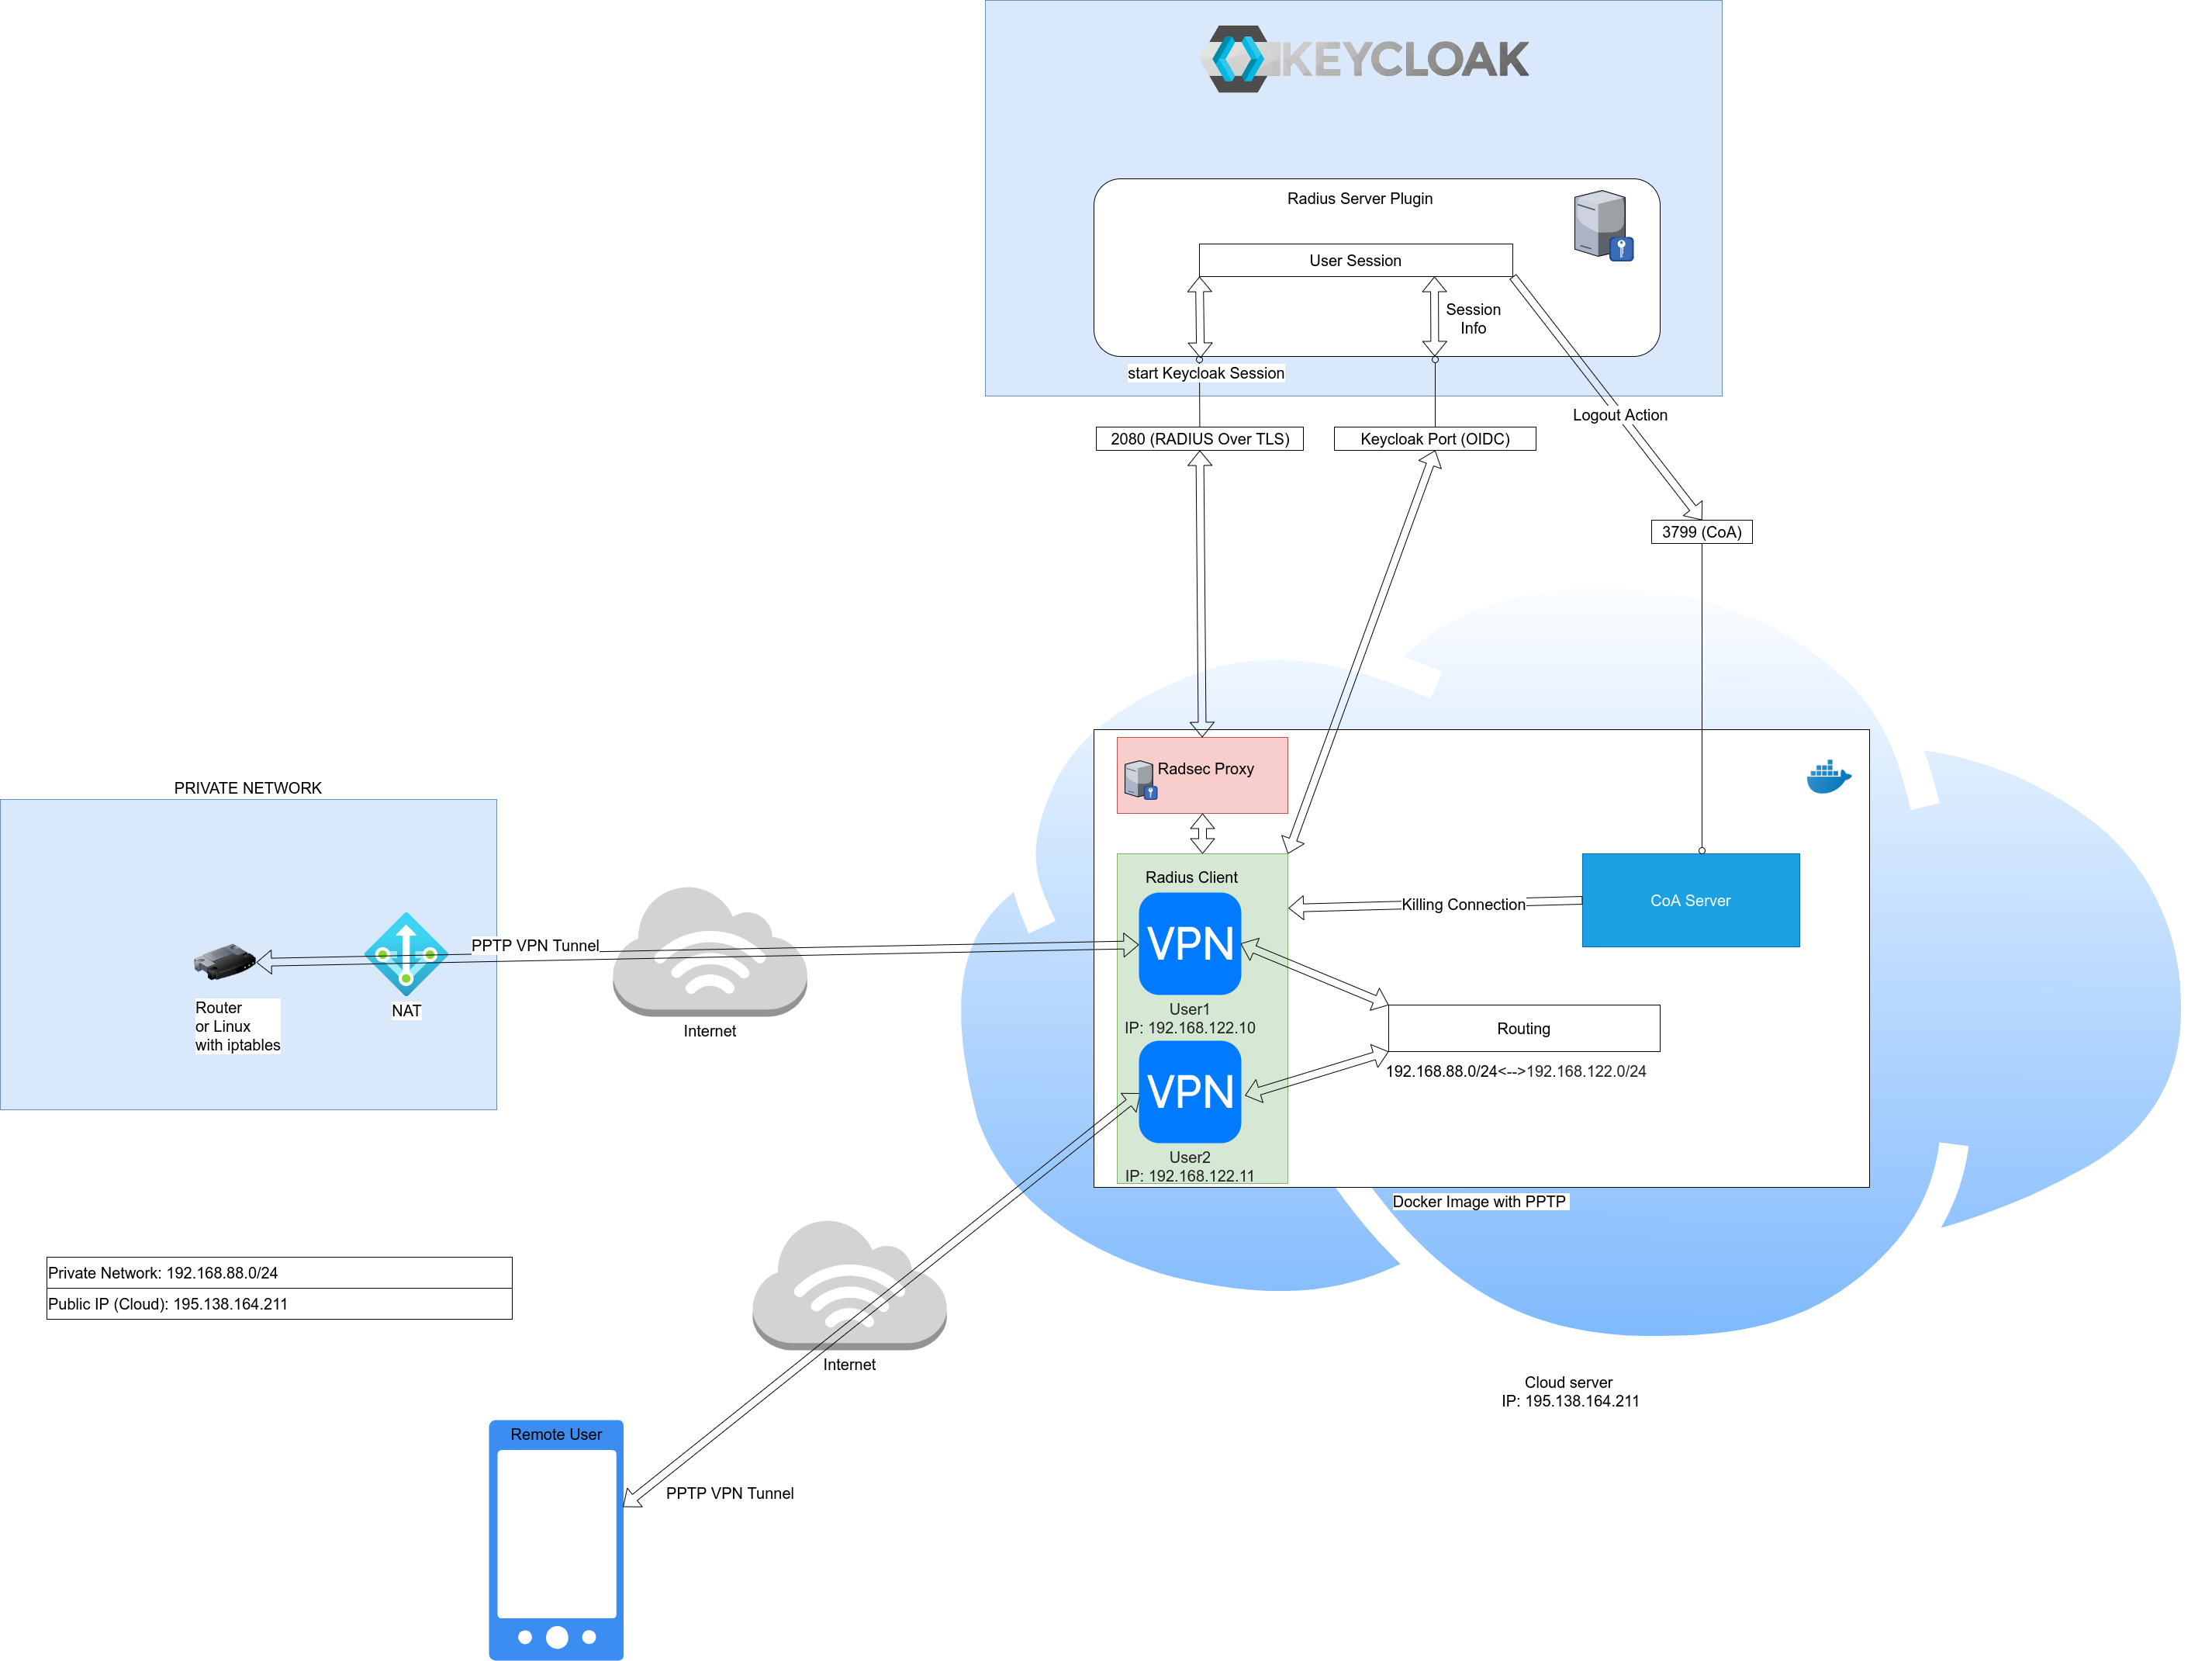 KEYCLOAK
Radius Server Plugin
User Session
Session
Info
start Keycloak Session
Logout Action
2080 (RADIUS Over TLS)
Keycloak Port (OIDC)
3799 (CoA)
Radsec Proxy
PRIVATE NETWORK
Radius Client
CoA Server
Killing Connection
PPTP VPN Tunnel
VPN
Router
or Linux
with iptables
NAT
Internet
User1
IP: 192.168.122.10
Routing
192.168.88.0/24<-->192.168.122.0/24
VPN
User2
IP: 192.168.122.11
Docker Image with PPTP
Private Network: 192.168.88.0/24
Public IP (Cloud): 195.138.164.211
Internet
Cloud server
IP: 195.138.164.211
Remote User
PPTP VPN Tunnel